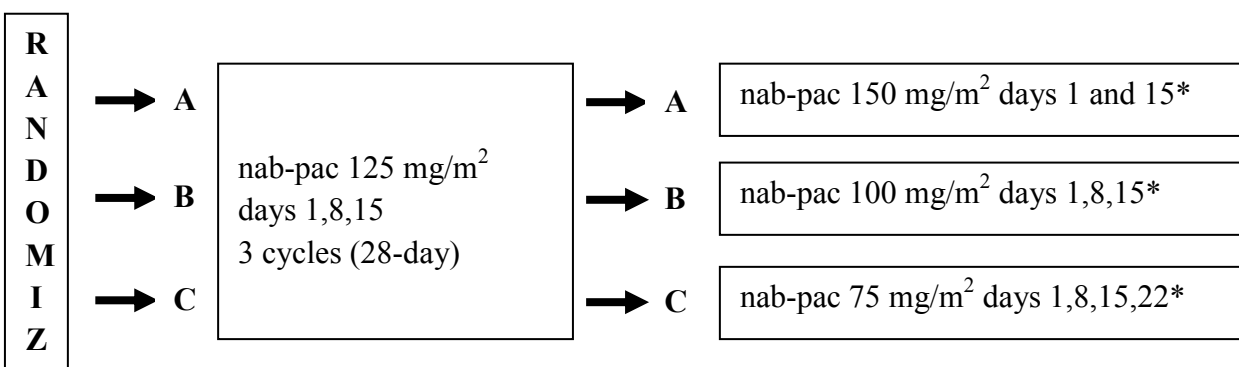 R
A
N
D
O
M
I
Z
A
B
C
nab-pac 125 mg/m²
days 1,8,15
3 cycles (28-day)
A
B
C
nab-pac 150 mg/m² days 1 and 15*
nab-pac 100 mg/m² days 1,8,15*
nab-pac 75 mg/m² days 1,8,15,22*